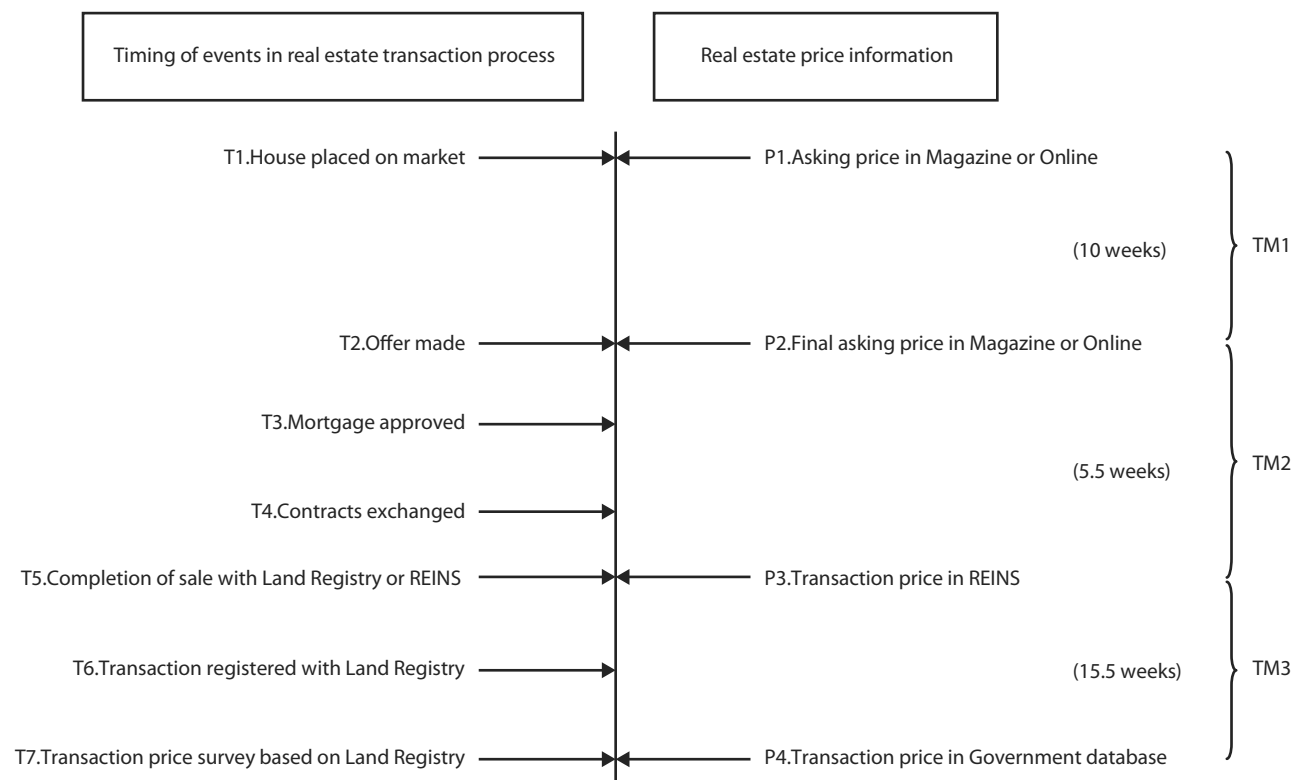 Timing of events in real estate transaction process
Real estate price information
T1.House placed on market
P1.Asking price in Magazine or Online
(10 weeks)
TM1
T2.Offer made
P2.Final asking price in Magazine or Online
T3.Mortgage approved
(5.5 weeks)
TM2
T4.Contracts exchanged
T5.Completion of sale with Land Registry or REINS
P3.Transaction price in REINS
T6.Transaction registered with Land Registry
(15.5 weeks)
TM3
T7.Transaction price survey based on Land Registry
P4.Transaction price in Government database